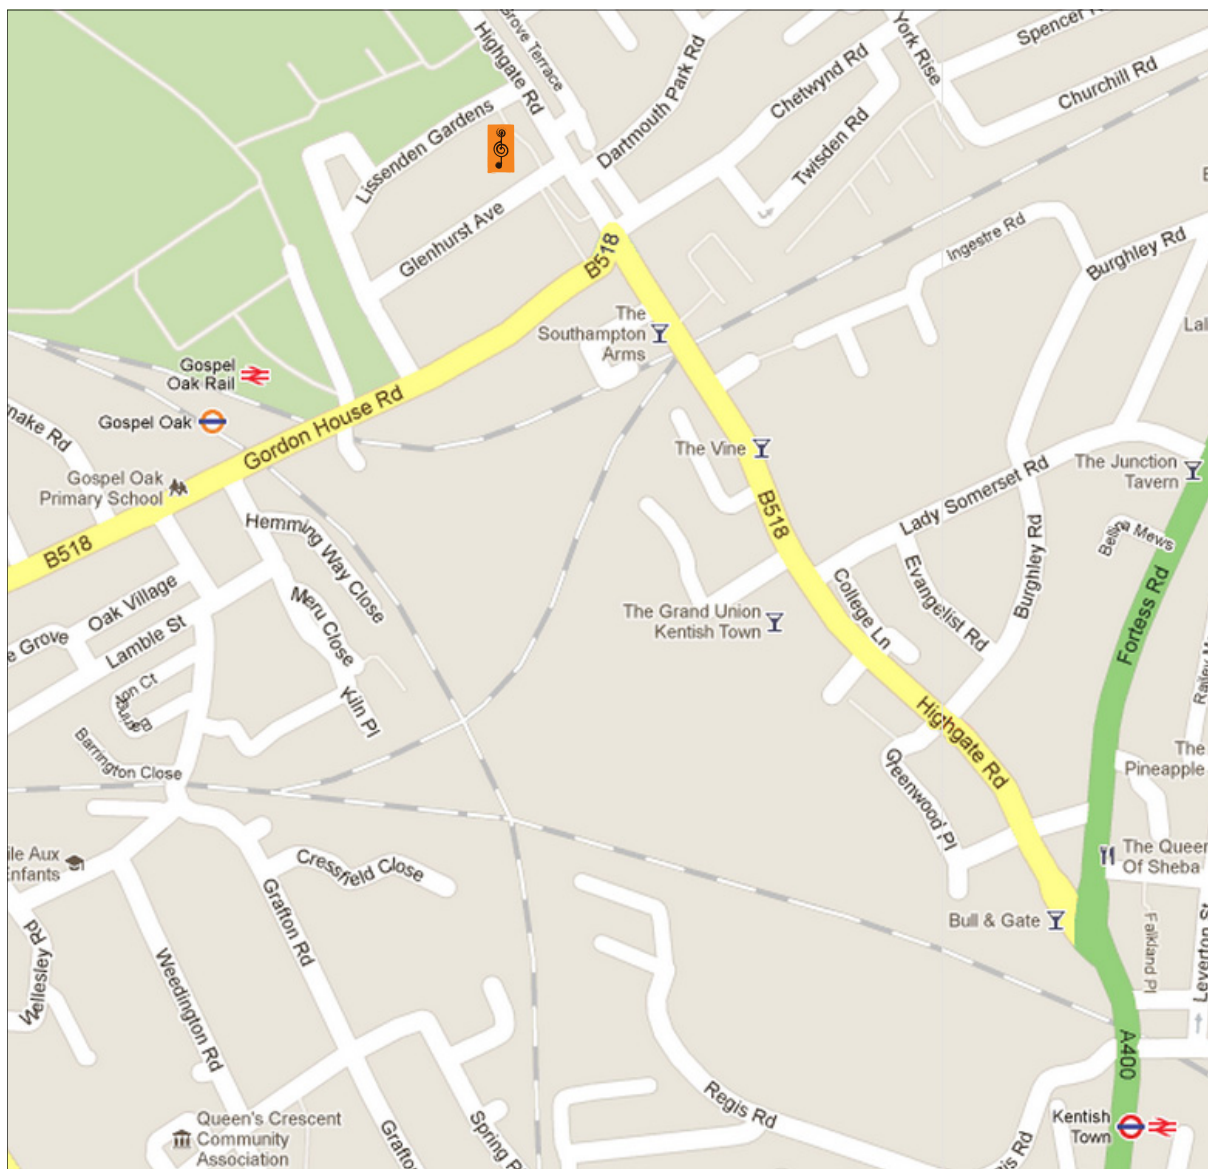 Grove Terrace
Highgate Rd
York Rise
Spencer
Churchill Rd
Chetwynd Rd
Dartmouth Park Rd
Twisden Rd
Lissenden Gardens
Glenhurst Ave
Ingestre Rd
Burghley Rd
B518
The
Southampton
Arms
Gospel
Oak Rail
Gospel Oak
Gordon House Rd
Gospel Oak
Primary School
B518
The Vine
B518
Lady Somerset Rd
The Junction
Tavern
Hemming Way Close
Meru Close
Oak Village
Lamble St
Grove
Kiln Pl
Barrington Close
The Grand Union
Kentish Town
College Ln
Evangelist Rd
Burghley Rd
Fortess Rd
Highgate Rd
Greenwood Pl
The
Pineapple
The Queen
Of Sheba
Bull & Gate
Falkland Pl
Leverton St
Cressfield Close
Grafton Rd
Weedington Rd
Wellesley Rd
Aux
Enfants
Queen's Crescent
Community
Association
Grafton
Spring
Regis Rd
A400
Kentish
Town
Rd